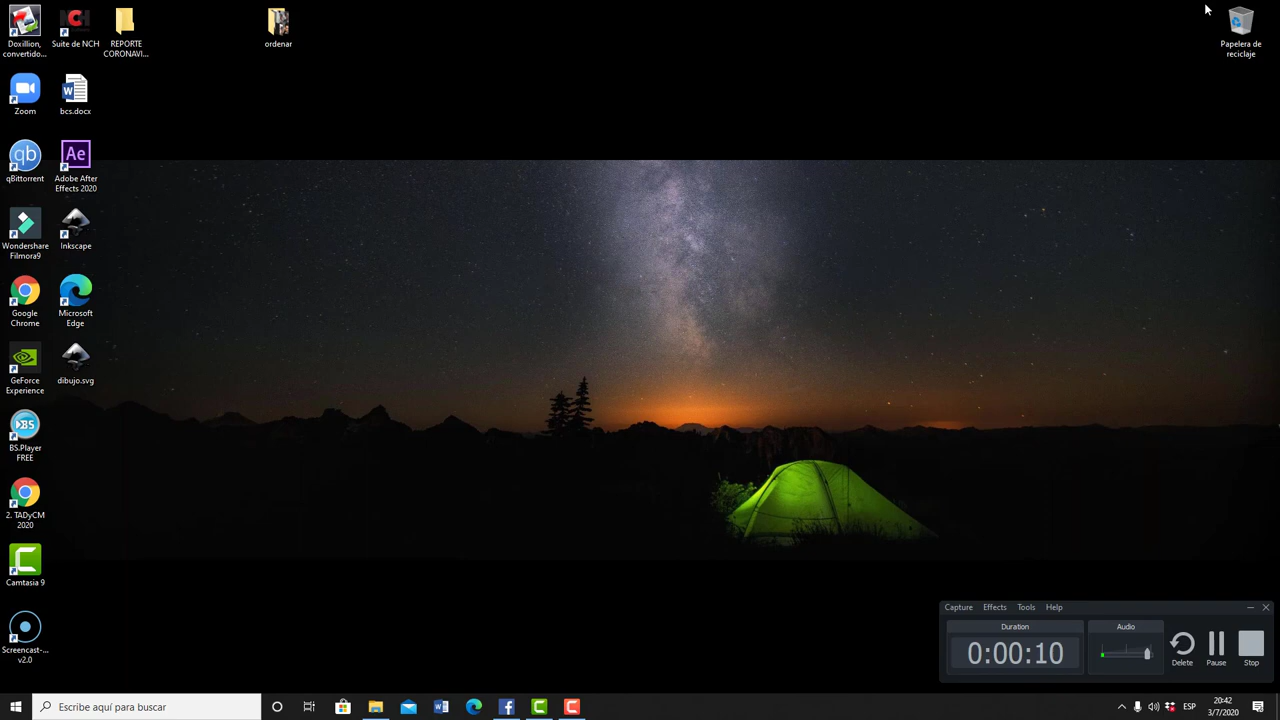 Doxillion,
convertido...
Suite de NCH
REPORTE
CORONAVI...
ordenar
Papelera de
reciclaje
Zoom
bcs.docx
qBittorrent
Adobe After
Effects 2020
Wondershare
Filmora9
Inkscape
Google
Chrome
Microsoft
Edge
GeForce
Experience
dibujo.svg
BS.Player
FREE
2. TADyCM
2020
Camtasia 9
Screencast-...
v2.0
Capture Effects Tools Help
Duration
Audio
0:00:10
Delete
Pause
Stop
Escribe aquí para buscar
ESP
20:42
3/7/2020